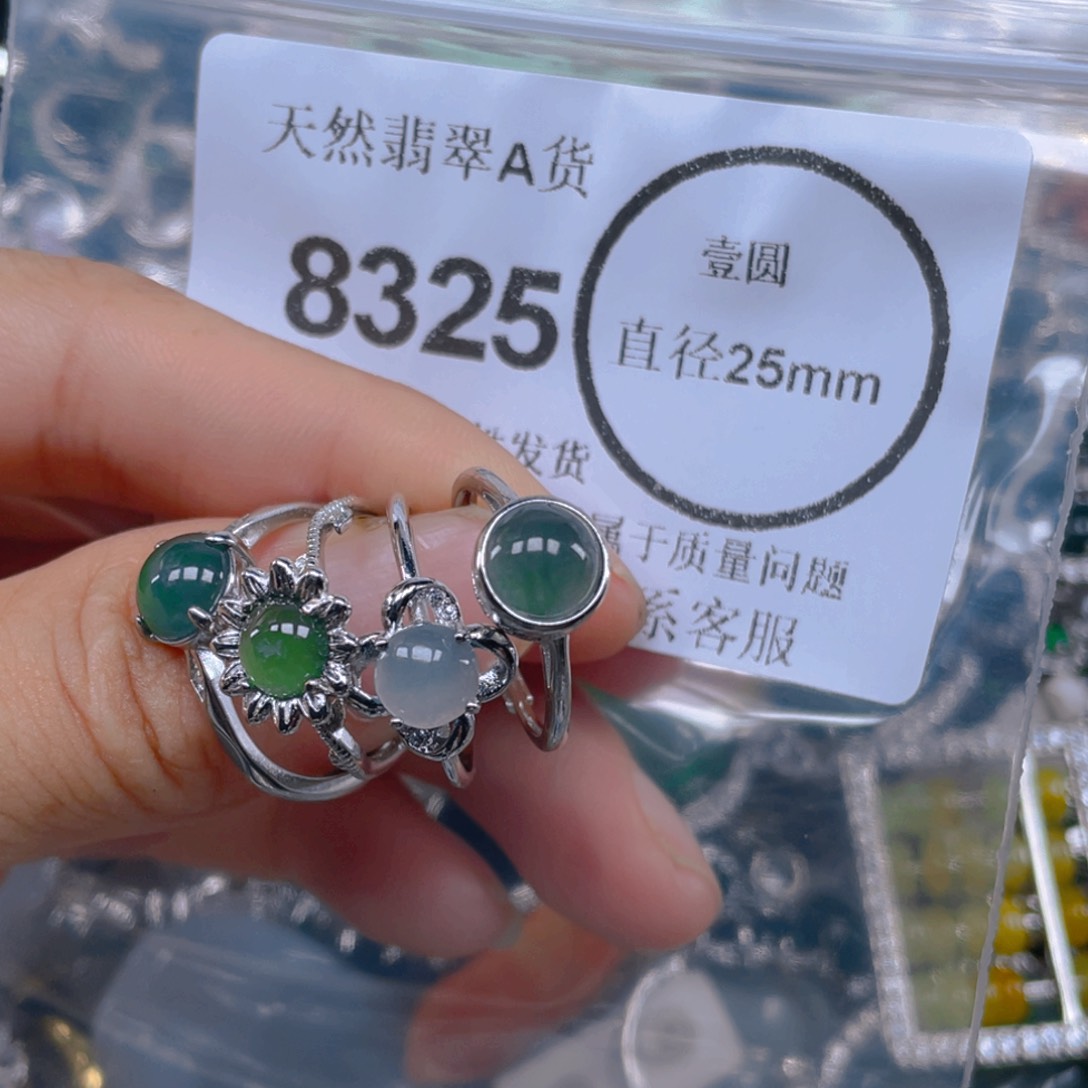 天然翡翠A货
8325
壹圆
直径25mm
发货
属于质量问题
系客服